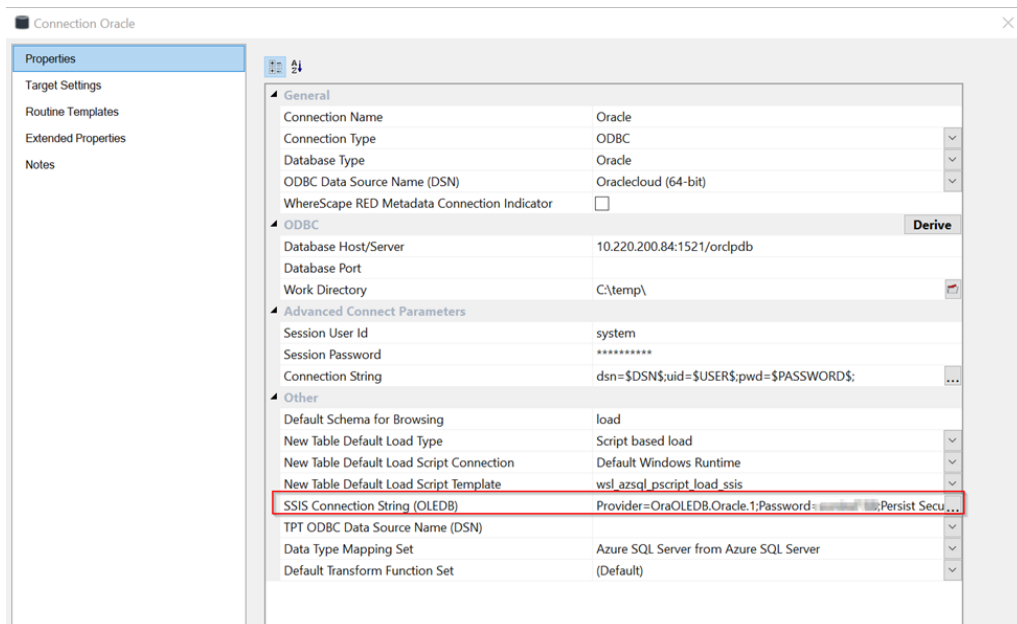 Connection Oracle
Properties
Target Settings
Routine Templates
Extended Properties
Notes
General
Connection Name Oracle
Connection Type ODBC
Database Type Oracle
ODBC Data Source Name (DSN) Oraclecloud (64-bit)
WhereScape RED Metadata Connection Indicator
ODBC Derive
Database Host/Server 10.220.200.84:1521/orclpdb
Database Port
Work Directory C:\temp\
Advanced Connect Parameters
Session User Id system
Session Password **********
Connection String dsn=$DSN$;uid=$USER$;pwd=$PASSWORD$; ...
Other
Default Schema for Browsing load
New Table Default Load Type Script based load
New Table Default Load Script Connection Default Windows Runtime
New Table Default Load Script Template wsl_azsql_pscript_load_ssis
SSIS Connection String (OLEDB) Provider=OraOLEDB.Oracle.1;Password= ;Persist Secu ...
TPT ODBC Data Source Name (DSN)
Data Type Mapping Set Azure SQL Server from Azure SQL Server
Default Transform Function Set (Default)